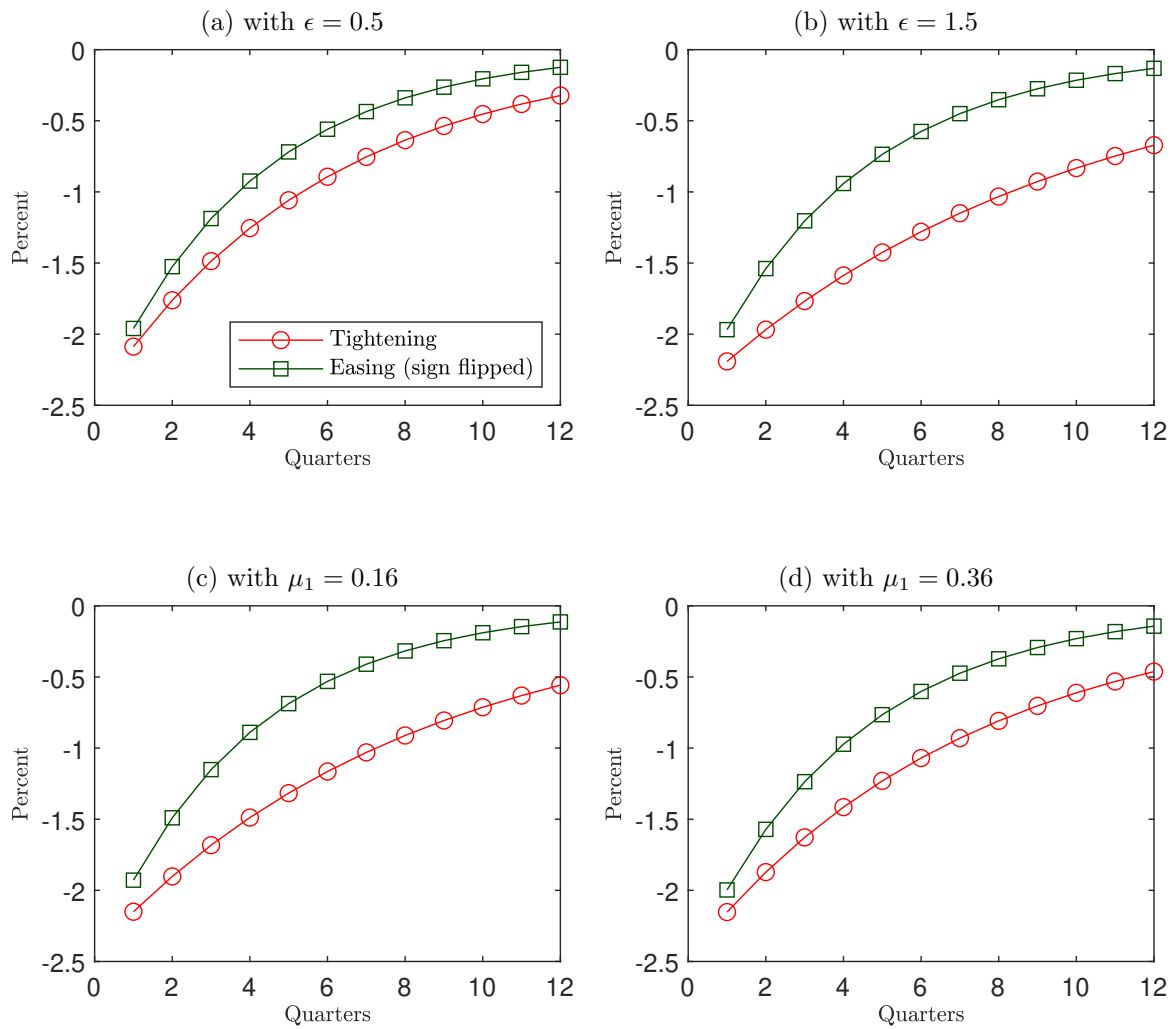 (a) with ϵ = 0.5
0
-0.5
-1
-1.5
-2
-2.5
Percent
Tightening
Easing (sign flipped)
0 2 4 6 8 10 12
Quarters
(b) with ϵ = 1.5
0
-0.5
-1
-1.5
-2
-2.5
Percent
0 2 4 6 8 10 12
Quarters
(c) with μ₁ = 0.16
0
-0.5
-1
-1.5
-2
-2.5
Percent
0 2 4 6 8 10 12
Quarters
(d) with μ₁ = 0.36
0
-0.5
-1
-1.5
-2
-2.5
Percent
0 2 4 6 8 10 12
Quarters